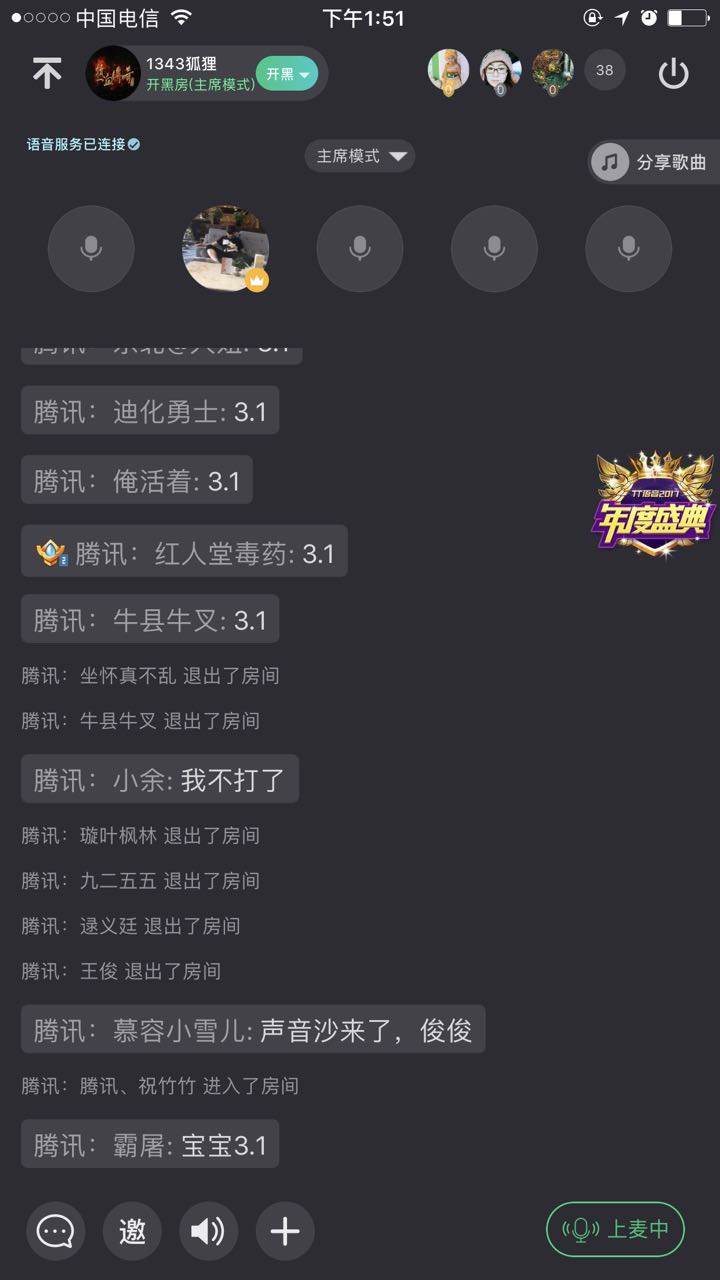 中国电信
下午1:51
1343狐狸
开黑房(主席模式)
开黑
0
0
0
38
语音服务已连接
主席模式
分享歌曲
腾讯：迪化勇士: 3.1
腾讯：俺活着: 3.1
2
腾讯：红人堂毒药: 3.1
TT语音2017
年度盛典
腾讯：牛县牛叉: 3.1
腾讯：坐怀真不乱 退出了房间
腾讯：牛县牛叉 退出了房间
腾讯：小余: 我不打了
腾讯：璇叶枫林 退出了房间
腾讯：九二五五 退出了房间
腾讯：逯义廷 退出了房间
腾讯：王俊 退出了房间
腾讯：慕容小雪儿: 声音沙来了，俊俊
腾讯：腾讯、祝竹竹 进入了房间
腾讯：霸屠: 宝宝3.1
邀
上麦中